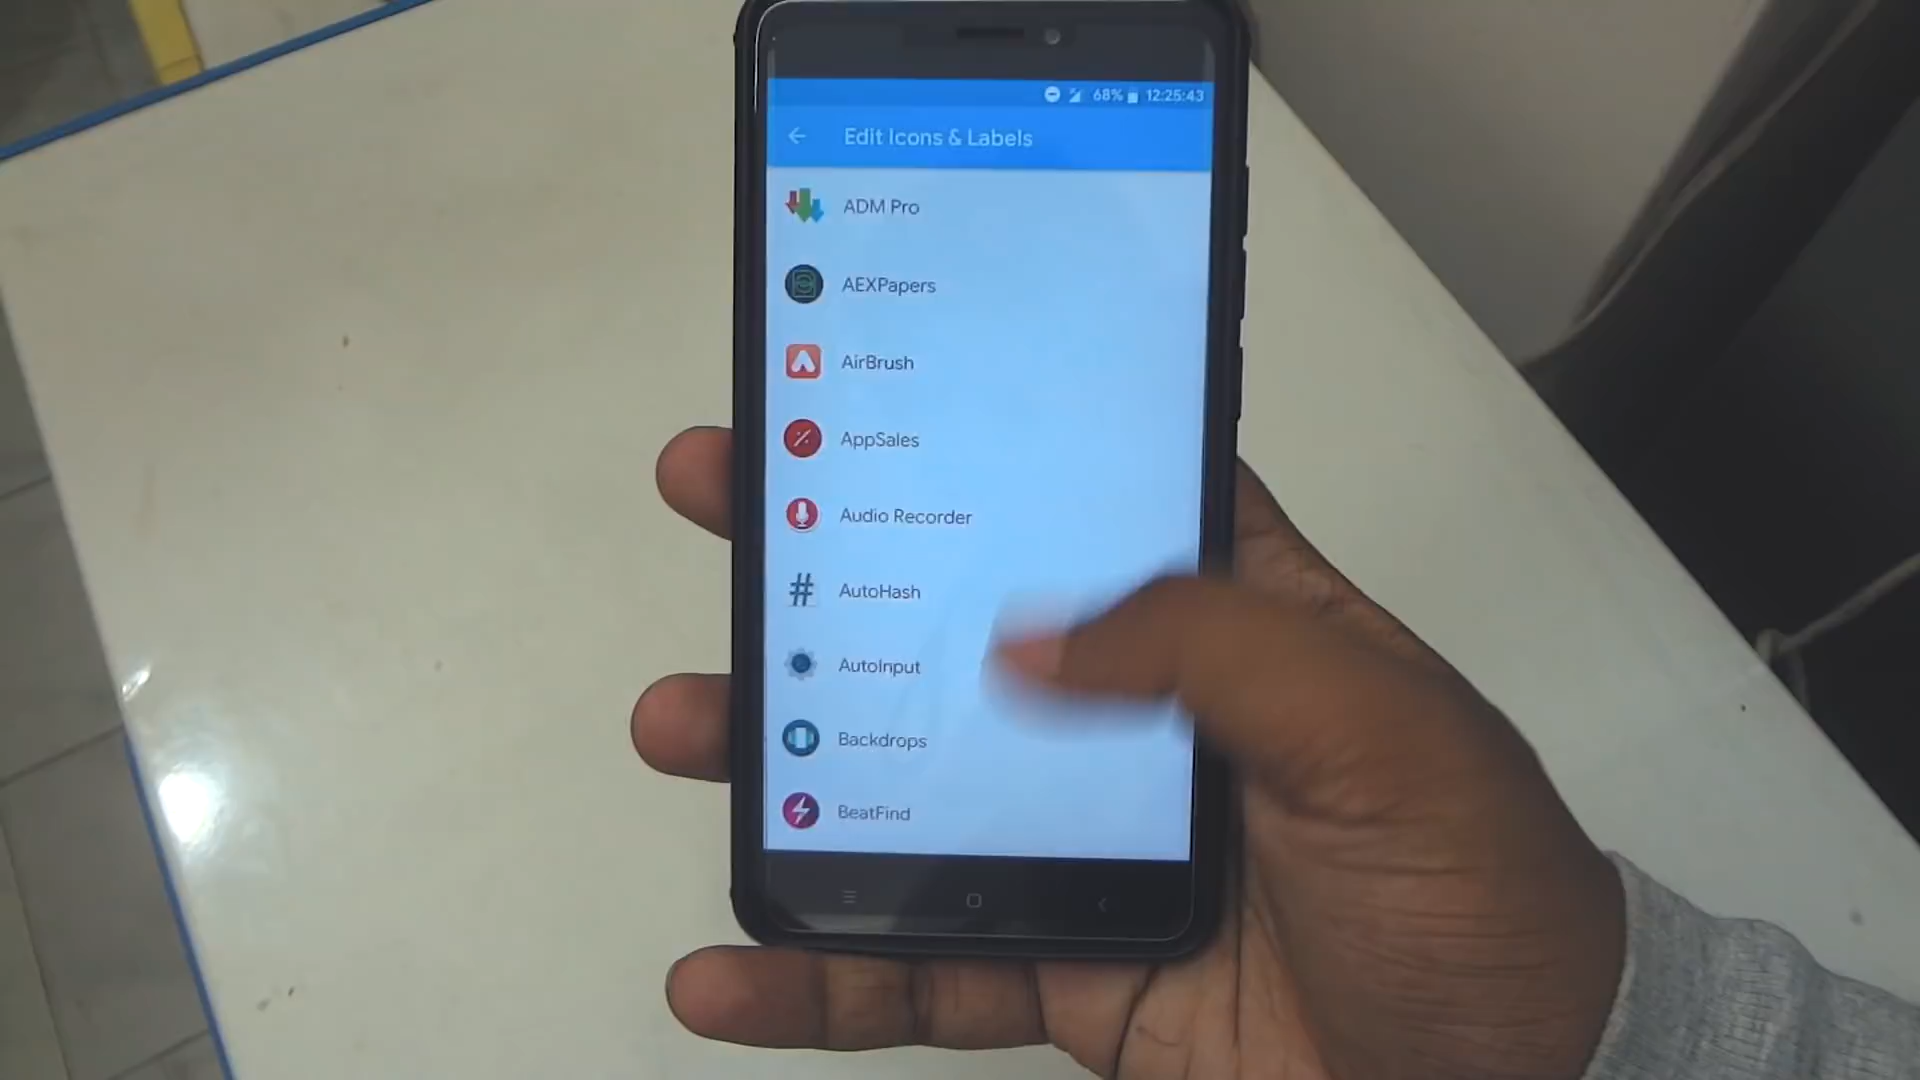 68% 12:25:43
Edit Icons & Labels
ADM Pro
AEXPapers
AirBrush
AppSales
Audio Recorder
# AutoHash
AutoInput
Backdrops
BeatFind